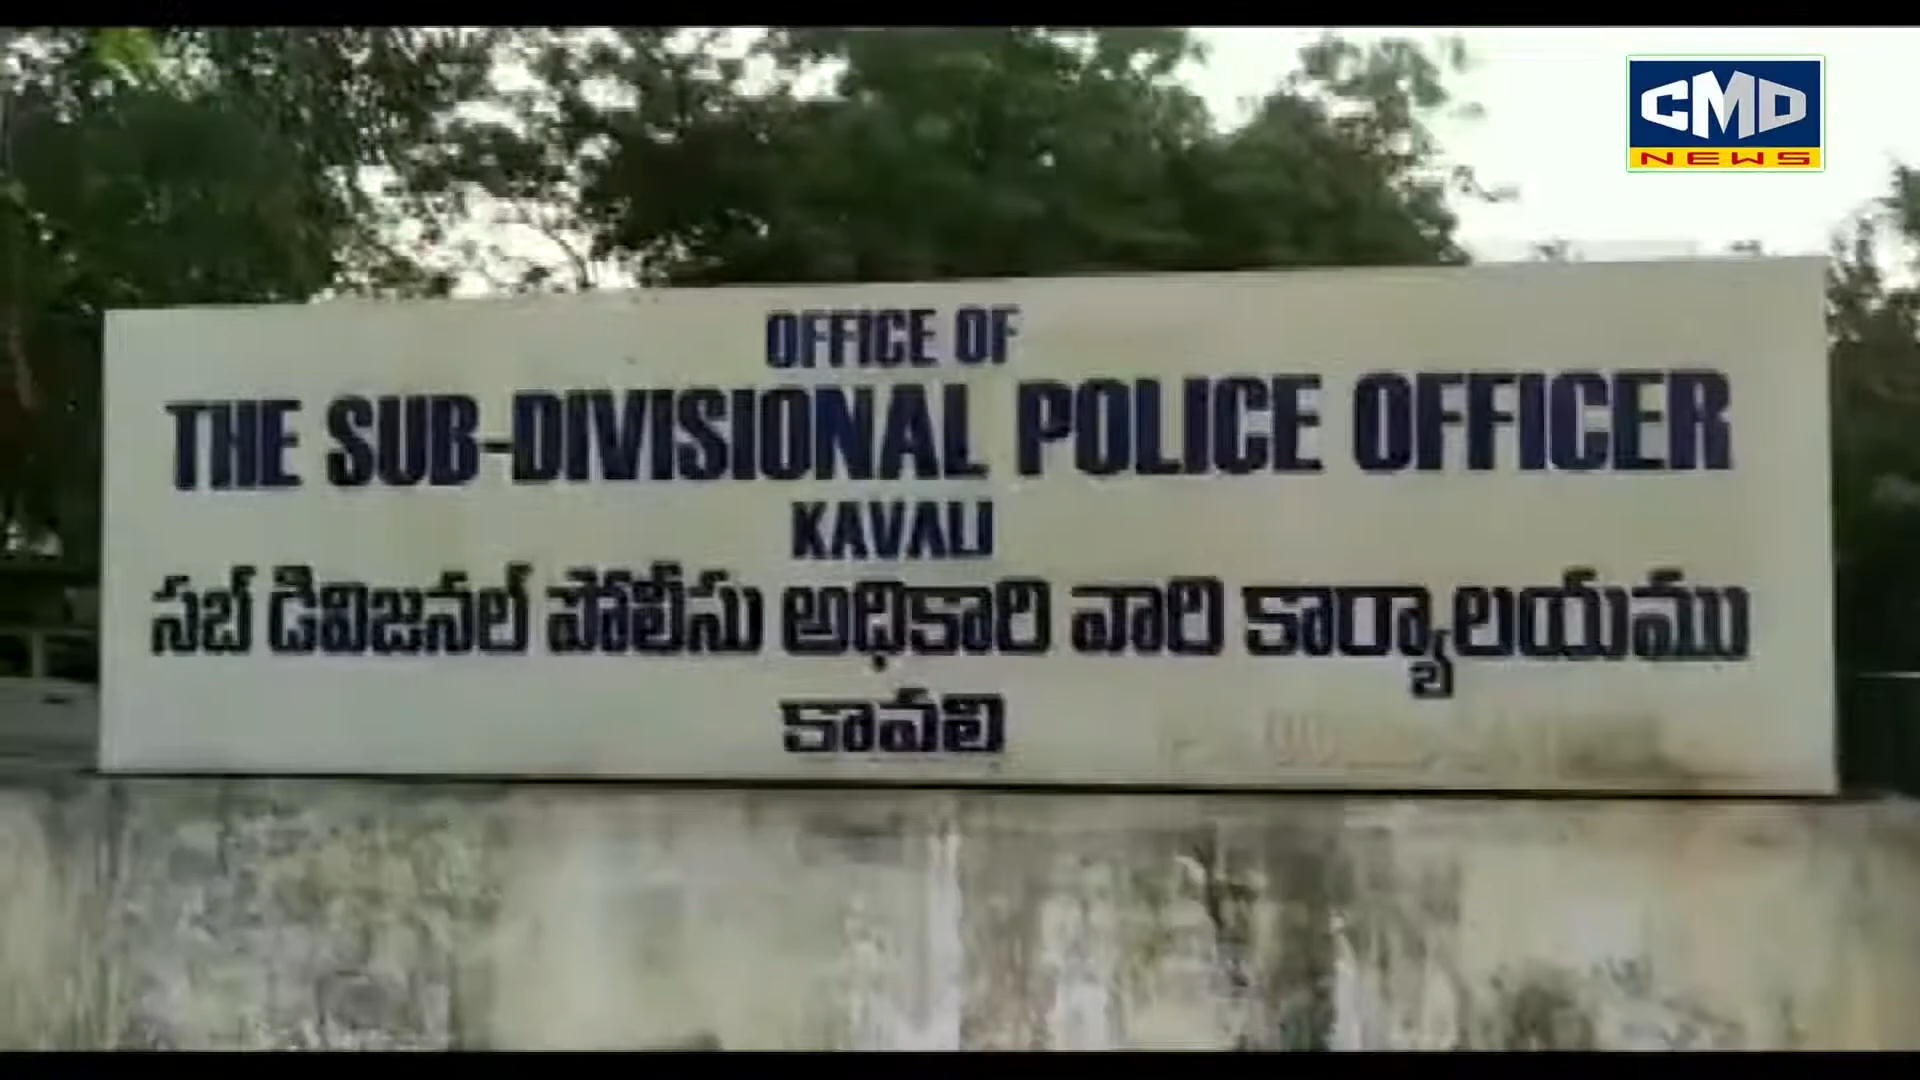 CMD
NEWS
OFFICE OF
THE SUB-DIVISIONAL POLICE OFFICER
KAVALI
సబ్ డివిజనల్ పోలీసు అధికారి వారి కార్యాలయము
కావలి